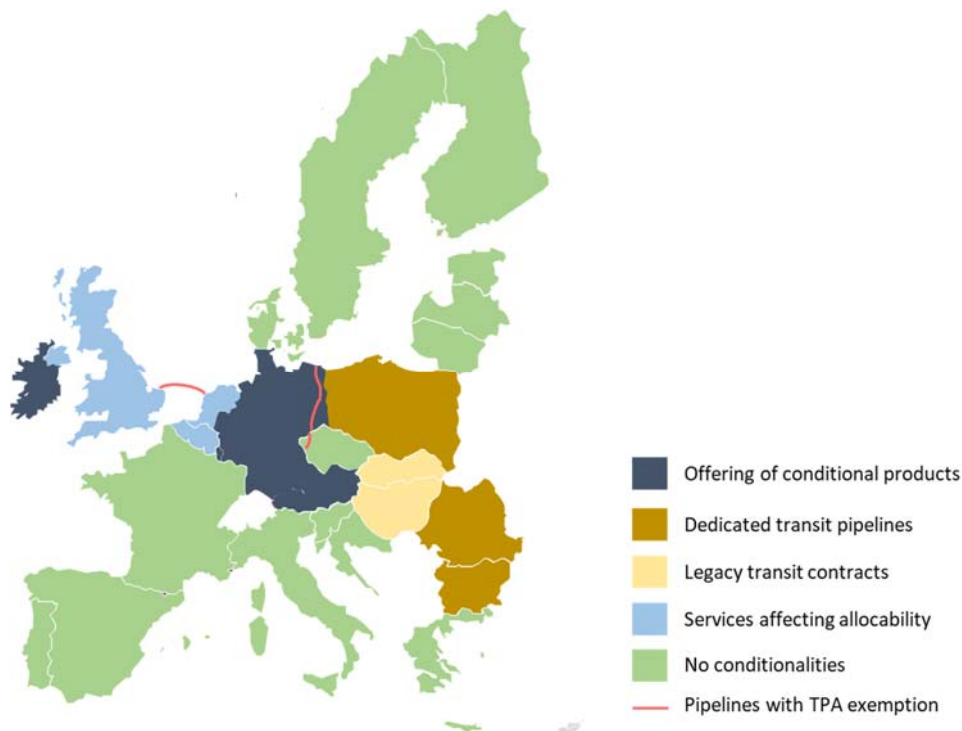 Offering of conditional products
Dedicated transit pipelines
Legacy transit contracts
Services affecting allocability
No conditionalities
Pipelines with TPA exemption